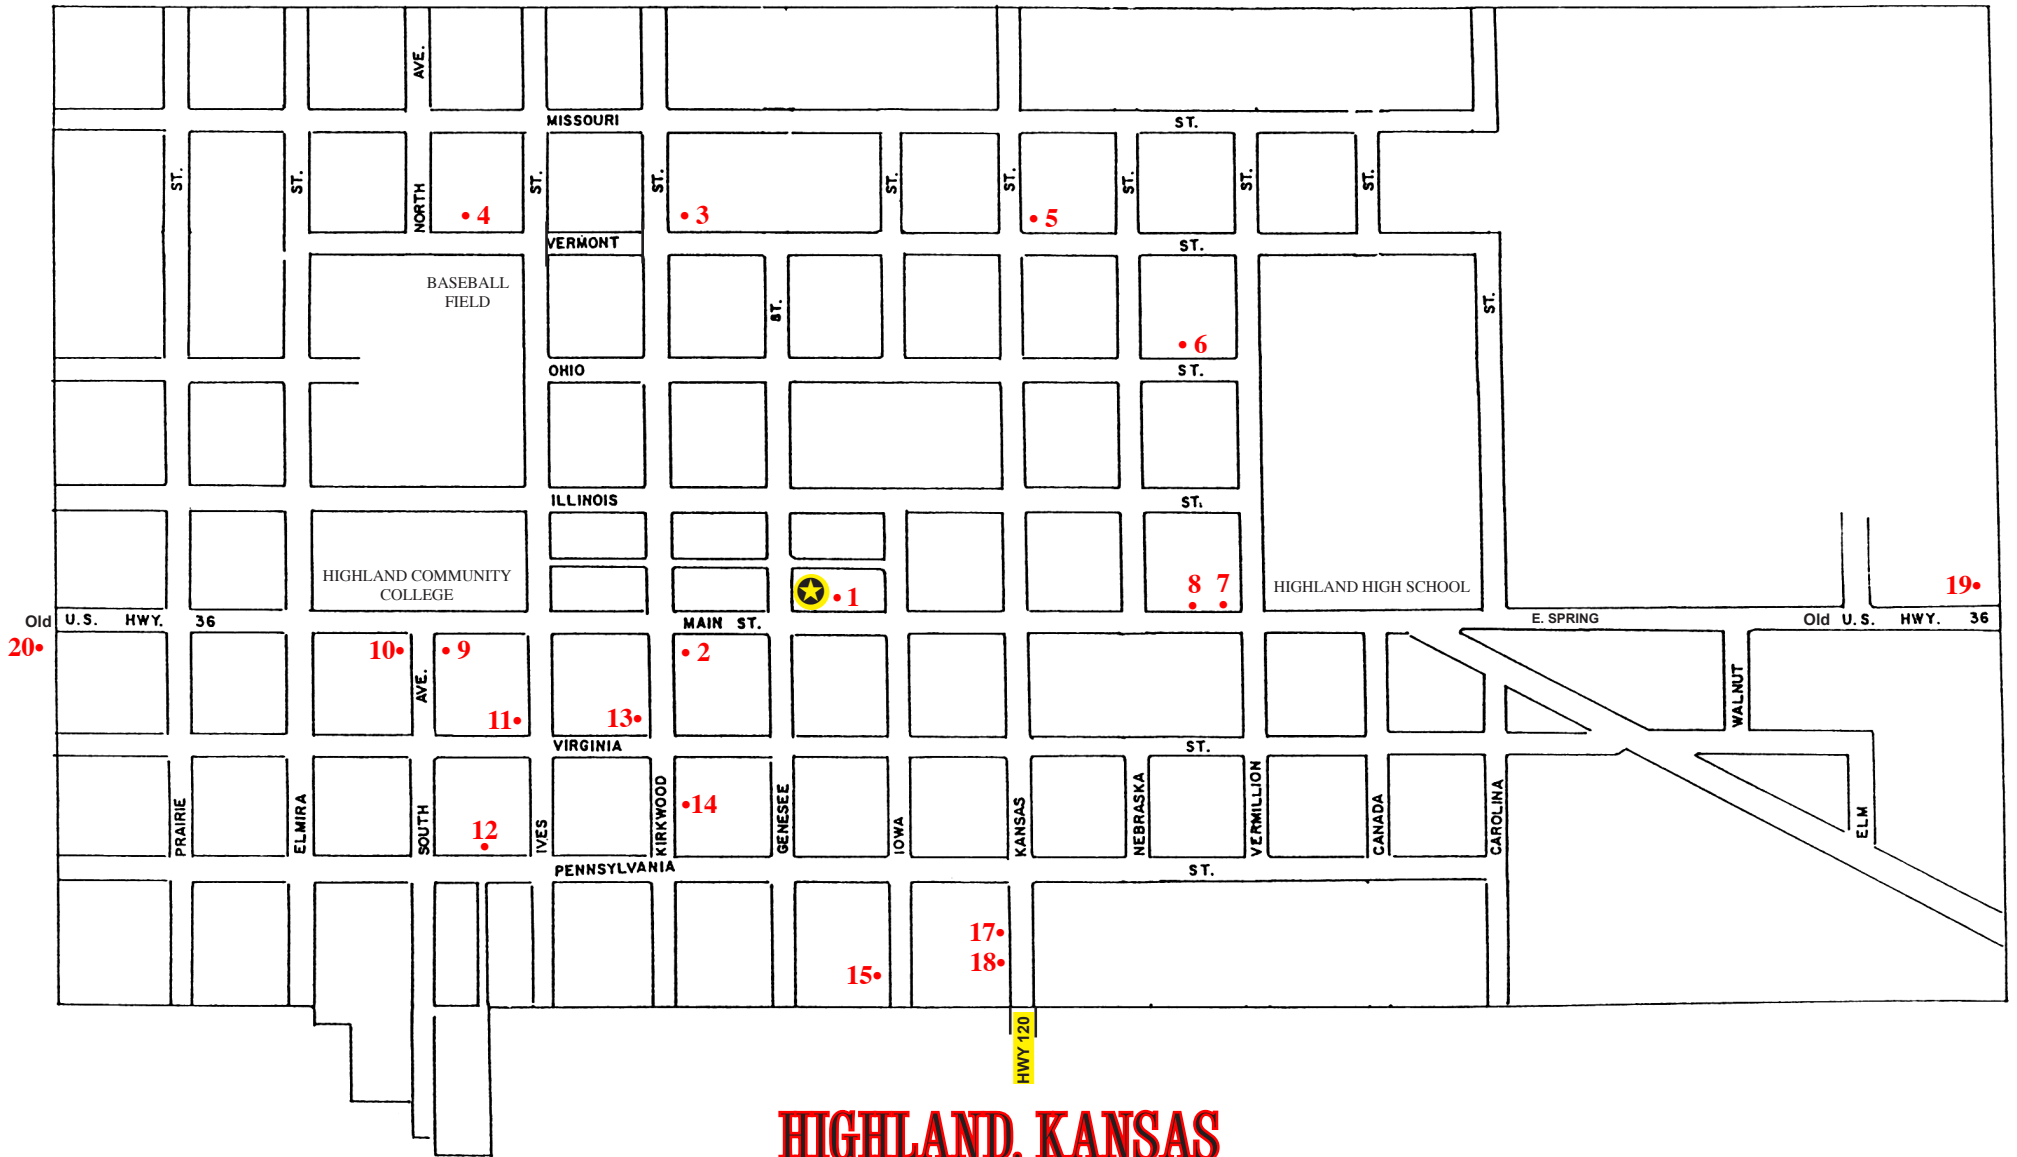 AVE.
MISSOURI ST.
ST. ST. NORTH ST. ST. ST. ST. ST. ST. ST.
• 4 • 3 • 5
VERMONT ST.
BASEBALL
FIELD
ST. ST.
• 6
OHIO ST.
ILLINOIS ST.
HIGHLAND COMMUNITY
COLLEGE
8 7
HIGHLAND HIGH SCHOOL
19•
• 1
Old U.S. HWY. 36 MAIN ST. E. SPRING Old U.S. HWY. 36
20• 10• • 9 • 2
AVE. WALNUT
11• 13•
VIRGINIA ST.
•14
12
PRAIRIE ELMIRA SOUTH IVES KIRKWOOD GENESEE IOWA KANSAS NEBRASKA VERMILLION CANADA CAROLINA ELM
PENNSYLVANIA ST.
17•
18•
15•
HWY 120
HIGHLAND, KANSAS